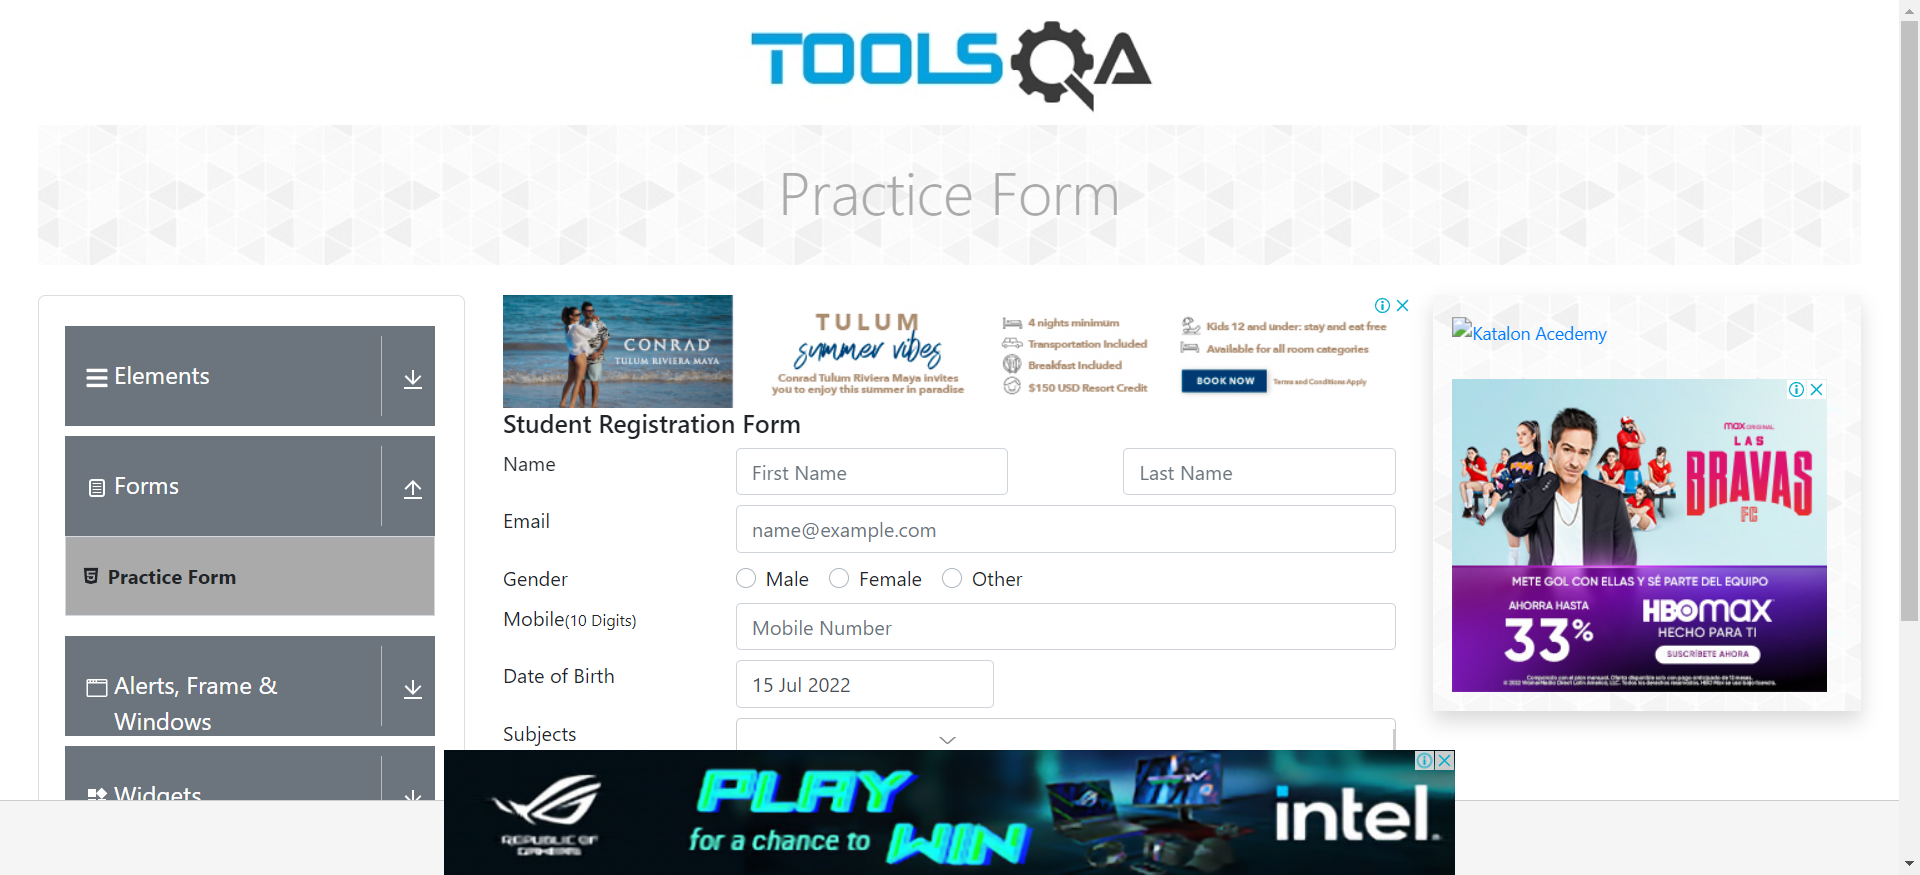 TOOLSQA
Practice Form
Elements
Forms
Practice Form
Alerts, Frame &
Windows
Widgets
CONRAD
TULUM RIVIERA MAYA
TULUM
summer vibes
Conrad Tulum Riviera Maya invites
you to enjoy this summer in paradise
4 nights minimum
Transportation Included
Breakfast Included
$150 USD Resort Credit
Kids 12 and under: stay and eat free
Available for all room categories
BOOK NOW
Terms and Conditions Apply
Student Registration Form
Name
First Name
Last Name
Email
name@example.com
Gender
Male
Female
Other
Mobile(10 Digits)
Mobile Number
Date of Birth
15 Jul 2022
Subjects
Katalon Acedemy
max ORIGINAL
LAS
BRAVAS
FC
METE GOL CON ELLAS Y SÉ PARTE DEL EQUIPO
AHORRA HASTA
33%
HBOmax
HECHO PARA TI
SUSCRÍBETE AHORA
REPUBLIC OF
GAMERS
PLAY
for a chance to
WIN
intel.